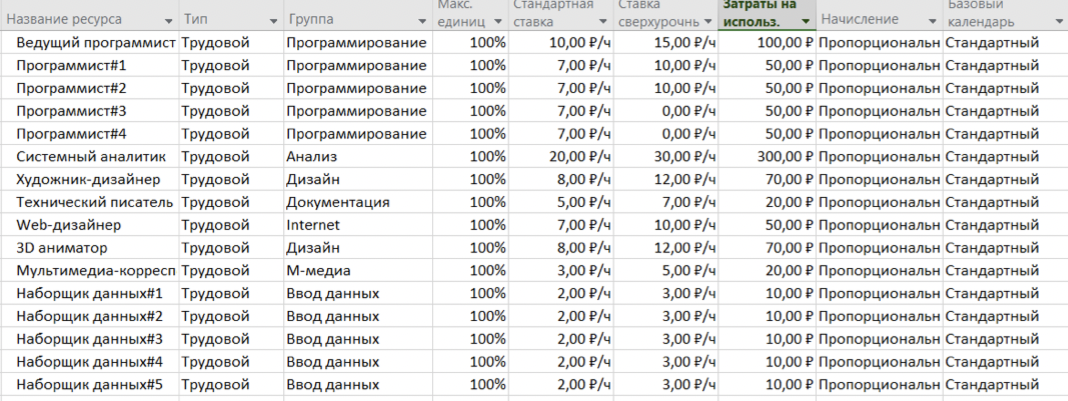 Название ресурса Тип Группа Макс. единиц Стандартная ставка Ставка сверхурочнь Затраты на использ. Начисление Базовый календарь
Ведущий программист Трудовой Программирование 100% 10,00 ₽/ч 15,00 ₽/ч 100,00 ₽ Пропорциональн Стандартный
Программист#1 Трудовой Программирование 100% 7,00 ₽/ч 10,00 ₽/ч 50,00 ₽ Пропорциональн Стандартный
Программист#2 Трудовой Программирование 100% 7,00 ₽/ч 10,00 ₽/ч 50,00 ₽ Пропорциональн Стандартный
Программист#3 Трудовой Программирование 100% 7,00 ₽/ч 0,00 ₽/ч 50,00 ₽ Пропорциональн Стандартный
Программист#4 Трудовой Программирование 100% 7,00 ₽/ч 0,00 ₽/ч 50,00 ₽ Пропорциональн Стандартный
Системный аналитик Трудовой Анализ 100% 20,00 ₽/ч 30,00 ₽/ч 300,00 ₽ Пропорциональн Стандартный
Художник-дизайнер Трудовой Дизайн 100% 8,00 ₽/ч 12,00 ₽/ч 70,00 ₽ Пропорциональн Стандартный
Технический писатель Трудовой Документация 100% 5,00 ₽/ч 7,00 ₽/ч 20,00 ₽ Пропорциональн Стандартный
Web-дизайнер Трудовой Internet 100% 7,00 ₽/ч 10,00 ₽/ч 50,00 ₽ Пропорциональн Стандартный
3D аниматор Трудовой Дизайн 100% 8,00 ₽/ч 12,00 ₽/ч 70,00 ₽ Пропорциональн Стандартный
Мультимедиа-корресп Трудовой М-медиа 100% 3,00 ₽/ч 5,00 ₽/ч 20,00 ₽ Пропорциональн Стандартный
Наборщик данных#1 Трудовой Ввод данных 100% 2,00 ₽/ч 3,00 ₽/ч 10,00 ₽ Пропорциональн Стандартный
Наборщик данных#2 Трудовой Ввод данных 100% 2,00 ₽/ч 3,00 ₽/ч 10,00 ₽ Пропорциональн Стандартный
Наборщик данных#3 Трудовой Ввод данных 100% 2,00 ₽/ч 3,00 ₽/ч 10,00 ₽ Пропорциональн Стандартный
Наборщик данных#4 Трудовой Ввод данных 100% 2,00 ₽/ч 3,00 ₽/ч 10,00 ₽ Пропорциональн Стандартный
Наборщик данных#5 Трудовой Ввод данных 100% 2,00 ₽/ч 3,00 ₽/ч 10,00 ₽ Пропорциональн Стандартный